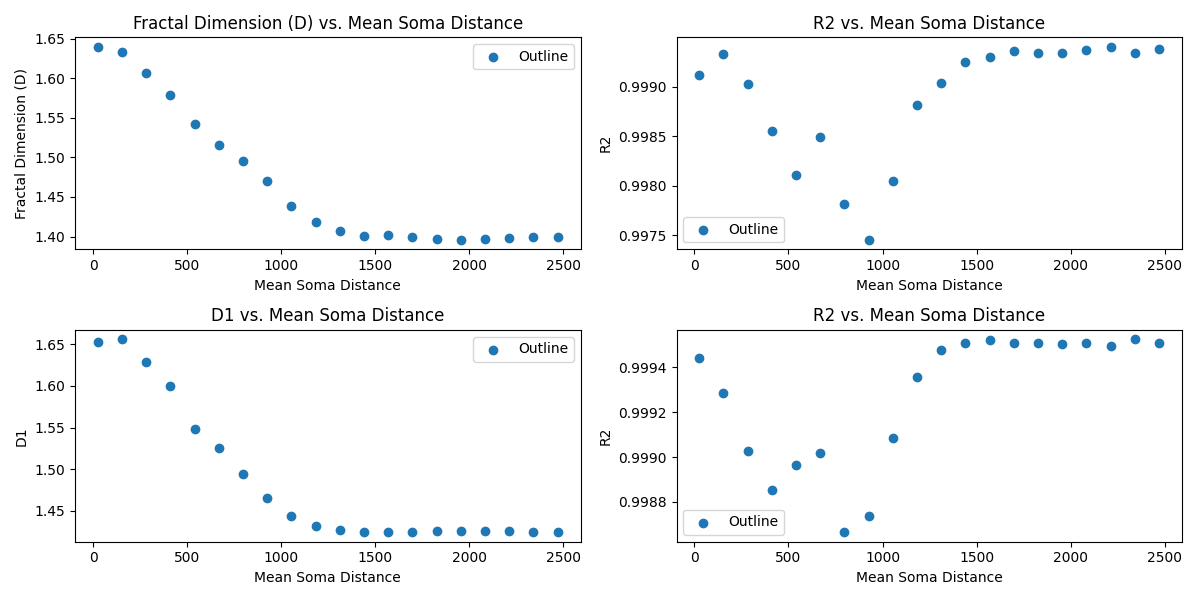 Fractal Dimension (D) vs. Mean Soma Distance
1.65
1.60
1.55
1.50
1.45
1.40
Fractal Dimension (D)
Outline
0
500
1000
1500
2000
2500
Mean Soma Distance
R2 vs. Mean Soma Distance
0.9990
0.9985
0.9980
0.9975
R2
Outline
0
500
1000
1500
2000
2500
Mean Soma Distance
D1 vs. Mean Soma Distance
1.65
1.60
1.55
1.50
1.45
D1
Outline
0
500
1000
1500
2000
2500
Mean Soma Distance
R2 vs. Mean Soma Distance
0.9994
0.9992
0.9990
0.9988
R2
Outline
0
500
1000
1500
2000
2500
Mean Soma Distance